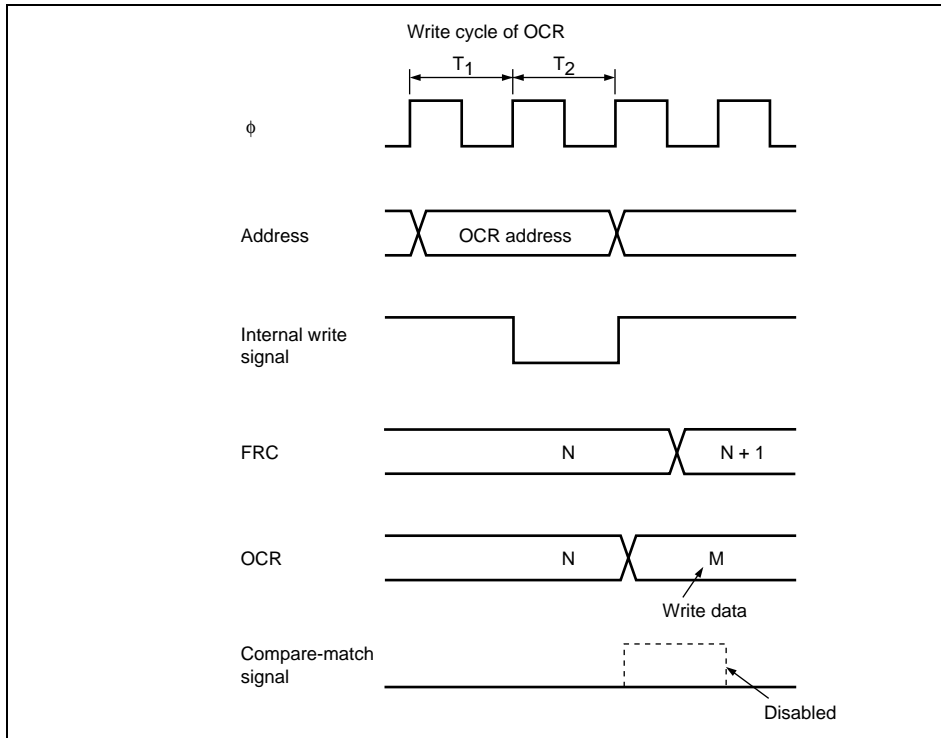 Write cycle of OCR
T1 T2
ϕ
Address OCR address
Internal write
signal
FRC N N + 1
OCR N M
Write data
Compare-match
signal
Disabled